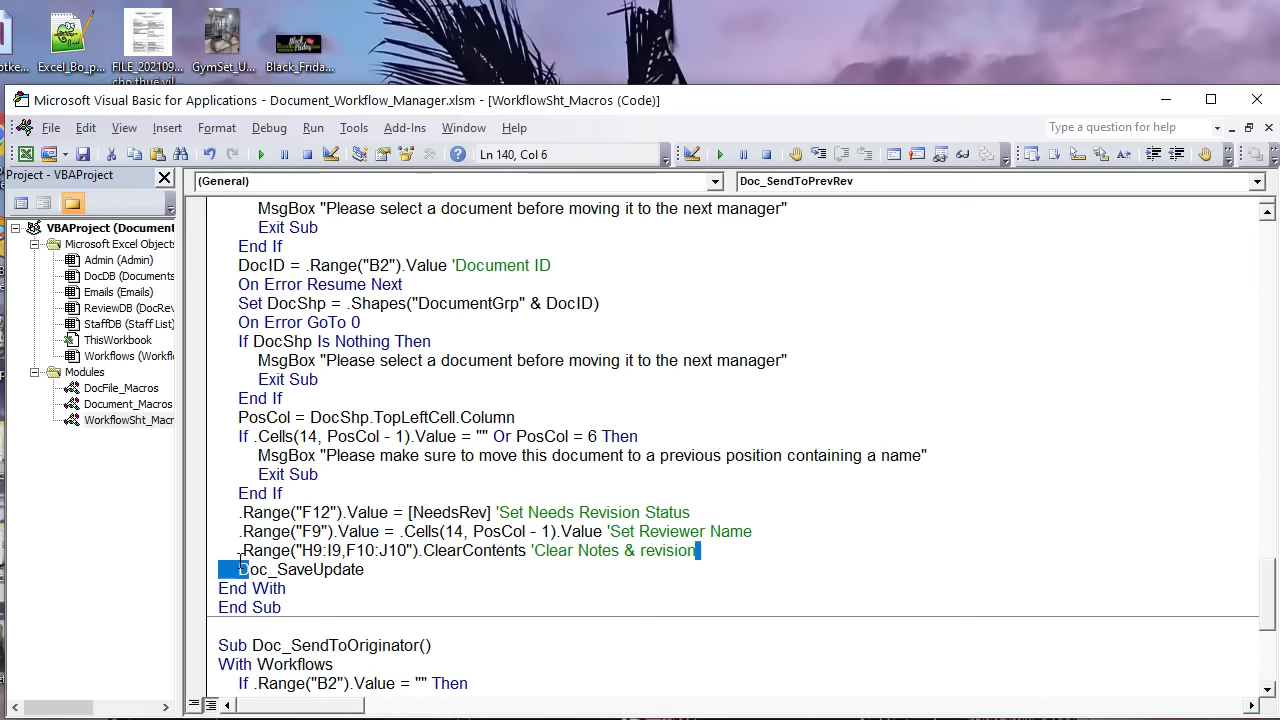 otke...
Excel_Bo_p...
FILE_202109...
cho thuê vil
GymSet_U...
Black_Frida...
Microsoft Visual Basic for Applications - Document_Workflow_Manager.xlsm - [WorkflowSht_Macros (Code)]
File Edit View Insert Format Debug Run Tools Add-Ins Window Help
Type a question for help
Ln 140, Col 6
Project - VBAProject
(General)
Doc_SendToPrevRev
VBAProject (Document
Microsoft Excel Objects
Admin (Admin)
DocDB (Documents
Emails (Emails)
ReviewDB (DocRev
StaffDB (Staff List)
ThisWorkbook
Workflows (Workfl
Modules
DocFile_Macros
Document_Macros
WorkflowSht_Macr
MsgBox "Please select a document before moving it to the next manager"
Exit Sub
End If
DocID = .Range("B2").Value 'Document ID
On Error Resume Next
Set DocShp = .Shapes("DocumentGrp" & DocID)
On Error GoTo 0
If DocShp Is Nothing Then
MsgBox "Please select a document before moving it to the next manager"
Exit Sub
End If
PosCol = DocShp.TopLeftCell.Column
If .Cells(14, PosCol - 1).Value = "" Or PosCol = 6 Then
MsgBox "Please make sure to move this document to a previous position containing a name"
Exit Sub
End If
.Range("F12").Value = [NeedsRev] 'Set Needs Revision Status
.Range("F9").Value = .Cells(14, PosCol - 1).Value 'Set Reviewer Name
.Range("H9:I9,F10:J10").ClearContents 'Clear Notes & revision
Doc_SaveUpdate
End With
End Sub
Sub Doc_SendToOriginator()
With Workflows
If .Range("B2").Value = "" Then